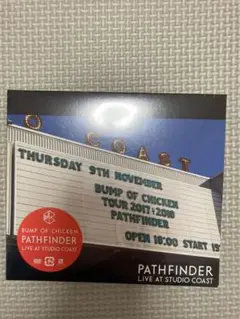 O COAST
THURSDAY 9TH NOVEMBER
BUMP OF CHICKEN
TOUR 2017-2018
PATHFINDER
OPEN 18:00 START 19
BUMP OF CHICKEN
PATHFINDER
LIVE AT STUDIO COAST
PATHFINDER
LIVE AT STUDIO COAST